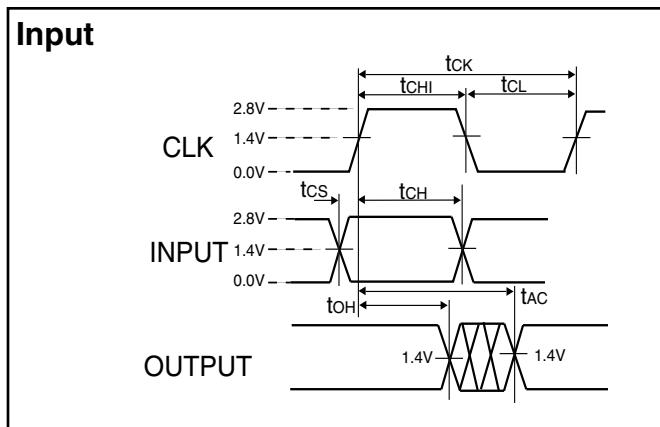 Input
tCK
tCHI
tCL
2.8V
1.4V
CLK
0.0V
tCS
tCH
2.8V
INPUT
1.4V
0.0V
tOH
tAC
1.4V
1.4V
OUTPUT